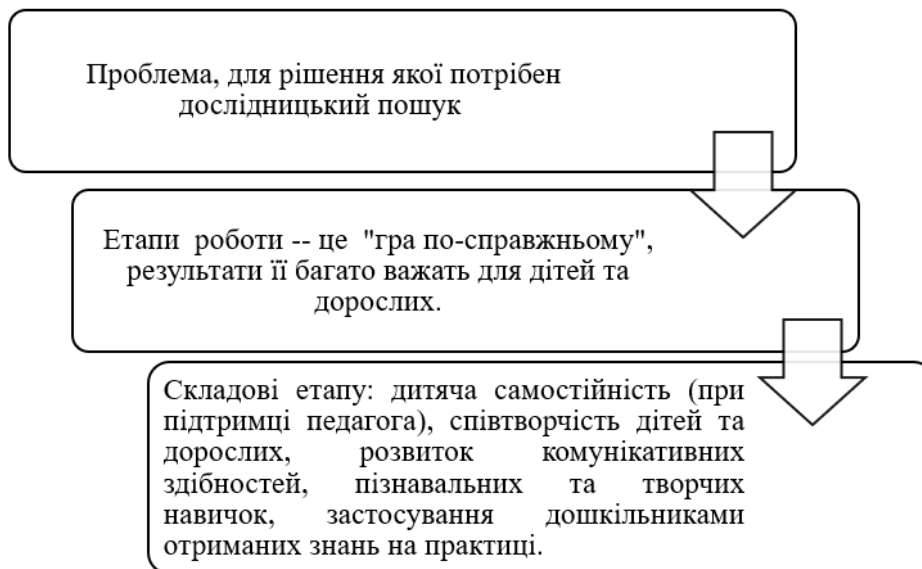 Проблема, для рішення якої потрібен
дослідницький пошук
Етапи роботи -- це "гра по-справжньому",
результати її багато важать для дітей та
дорослих.
Складові етапу: дитяча самостійність (при
підтримці педагога), співтворчість дітей та
дорослих, розвиток комунікативних
здібностей, пізнавальних та творчих
навичок, застосування дошкільниками
отриманих знань на практиці.